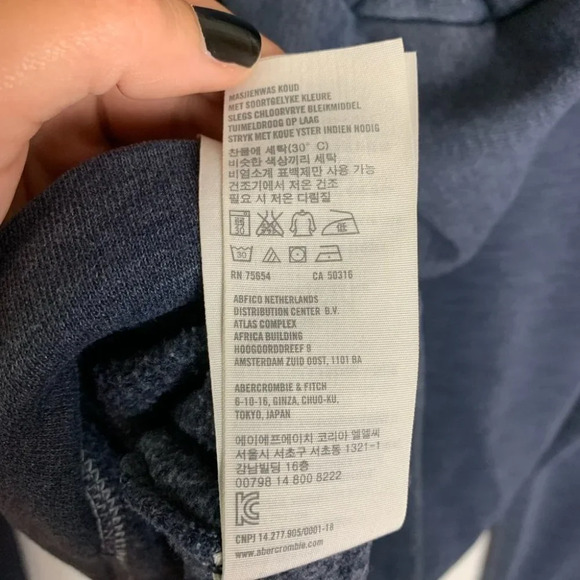 MASJIENWAS KOUD
MET SOORTGELYKE KLEURE
SLEGS CHLOORVRYE BLEIKMIDDEL
TUIMELDROOG OP LAAG
STRYK MET KOUE YSTER INDIEN NODIG
찬물에 세탁(30° C)
비슷한 색상끼리 세탁
비염소계 표백제만 사용 가능
건조기에서 저온 건조
필요 시 저온 다림질
30
RN 75654 CA 50316
ABFICO NETHERLANDS
DISTRIBUTION CENTER B.V.
ATLAS COMPLEX
AFRICA BUILDING
HOOGOORDDREEF 8
AMSTERDAM ZUID OOST, 1101 BA
ABERCROMBIE & FITCH
6-10-16, GINZA, CHUO-KU,
TOKYO, JAPAN
에이에프에이치 코리아 엘엘씨
서울시 서초구 서초동 1321-1
강남빌딩 16층
00798 14 800 8222
CNPJ 14.277.905/0001-18
www.abercrombie.com